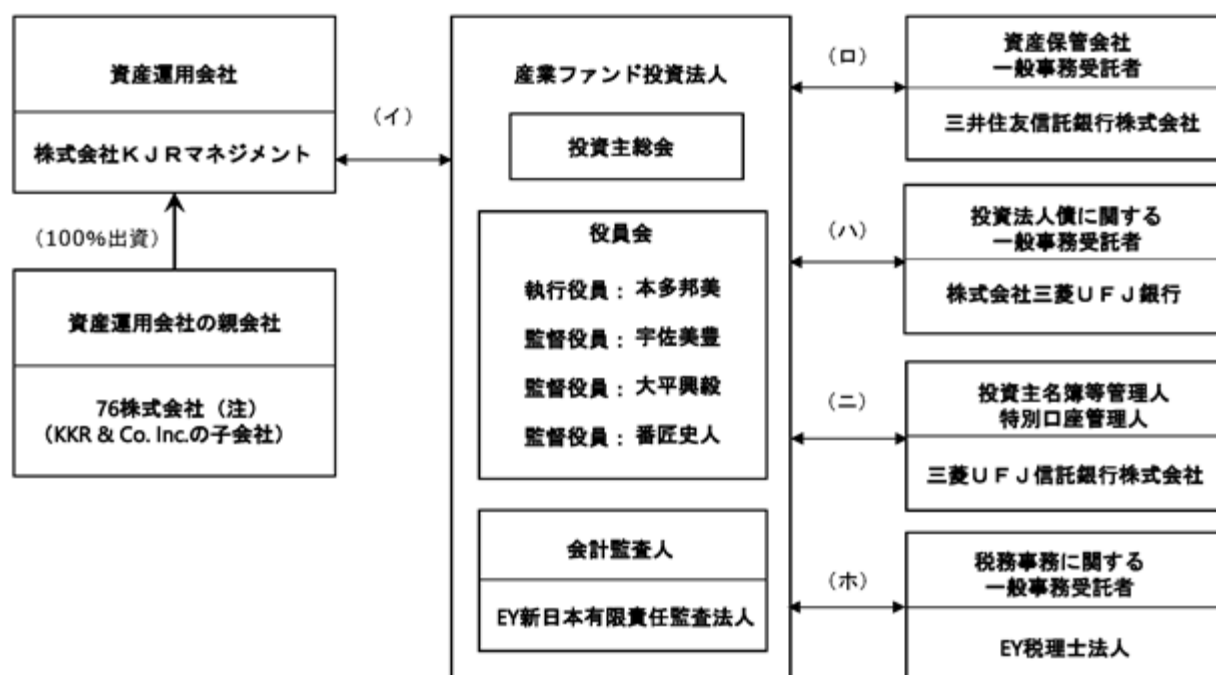 資産運用会社
株式会社ＫＪＲマネジメント
（100%出資）
資産運用会社の親会社
76株式会社（注）
（KKR & Co. Inc.の子会社）
（イ）
産業ファンド投資法人
投資主総会
役員会
執行役員： 本多邦美
監督役員： 宇佐美豊
監督役員： 大平興毅
監督役員： 番匠史人
会計監査人
EY新日本有限責任監査法人
（ロ）
資産保管会社
一般事務受託者
三井住友信託銀行株式会社
（ハ）
投資法人債に関する
一般事務受託者
株式会社三菱ＵＦＪ銀行
（ニ）
投資主名簿等管理人
特別口座管理人
三菱ＵＦＪ信託銀行株式会社
（ホ）
税務事務に関する
一般事務受託者
EY税理士法人